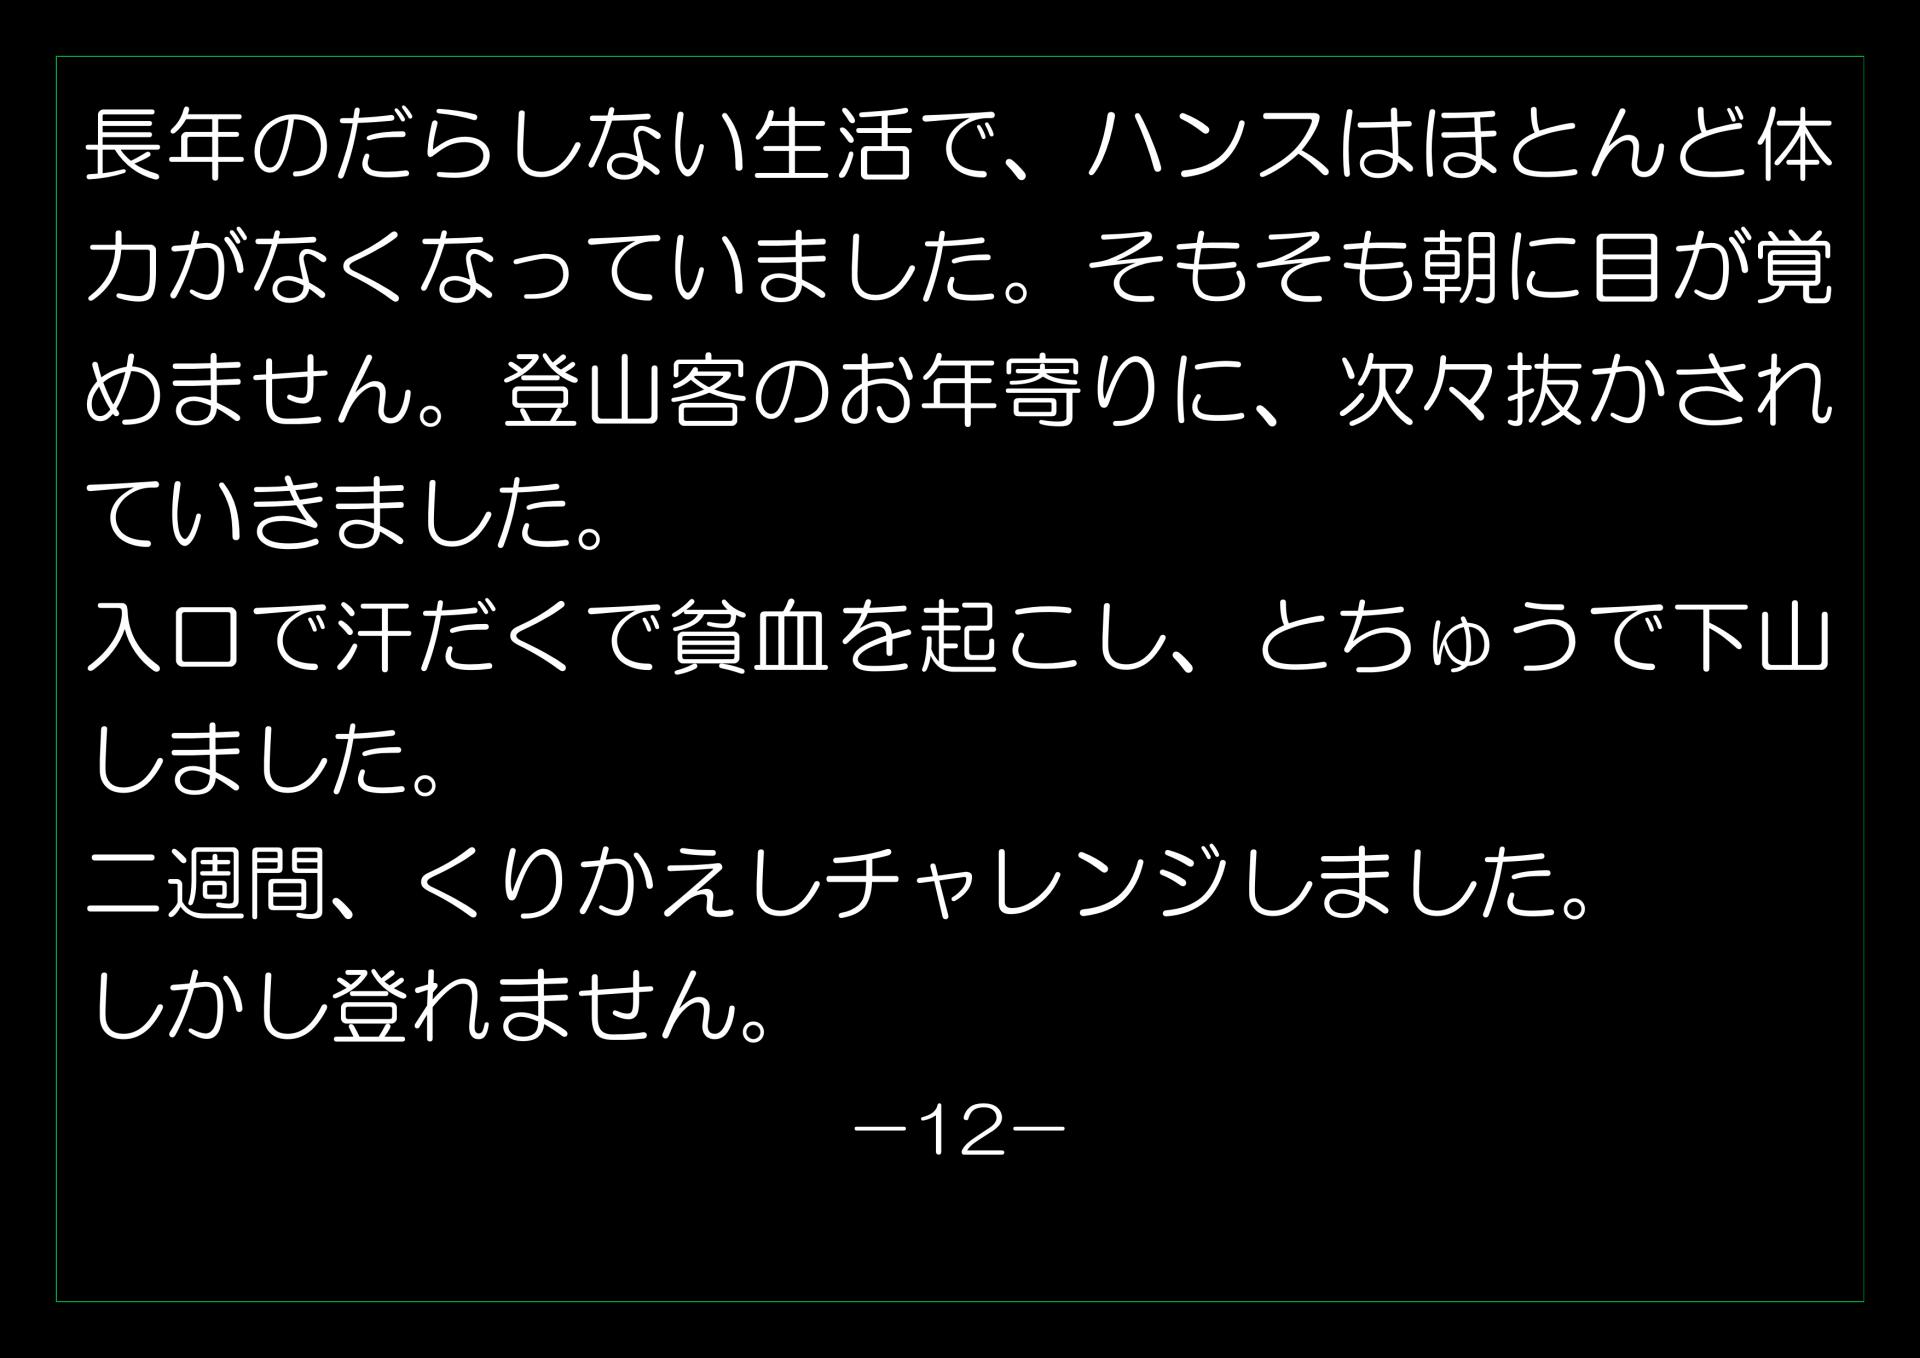 長年のだらしない生活で、ハンスはほとんど体
力がなくなっていました。そもそも朝に目が覚
めません。登山客のお年寄りに、次々抜かされ
ていきました。
入口で汗だくで貧血を起こし、とちゅうで下山
しました。
二週間、くりかえしチャレンジしました。
しかし登れません。
－12－